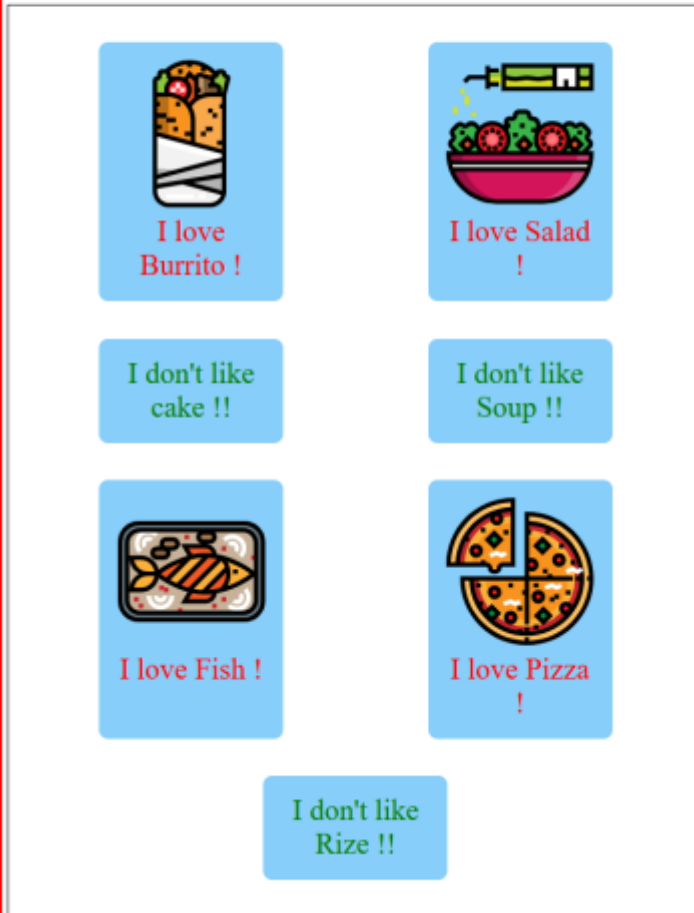 I love
Burrito !
I love Salad
!
I don't like
cake !!
I don't like
Soup !!
I love Fish !
I love Pizza
!
I don't like
Rize !!